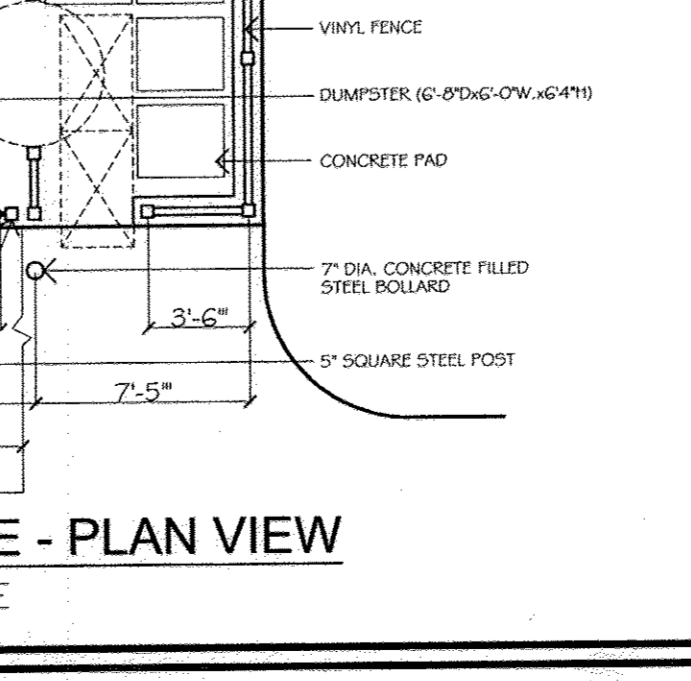 VINYL FENCE
DUMPSTER (6'-8"Dx6'-0"W.x6'4"H)
CONCRETE PAD
7" DIA. CONCRETE FILLED
STEEL BOLLARD
3'-6'"
5" SQUARE STEEL POST
7'-5'"
E - PLAN VIEW
E